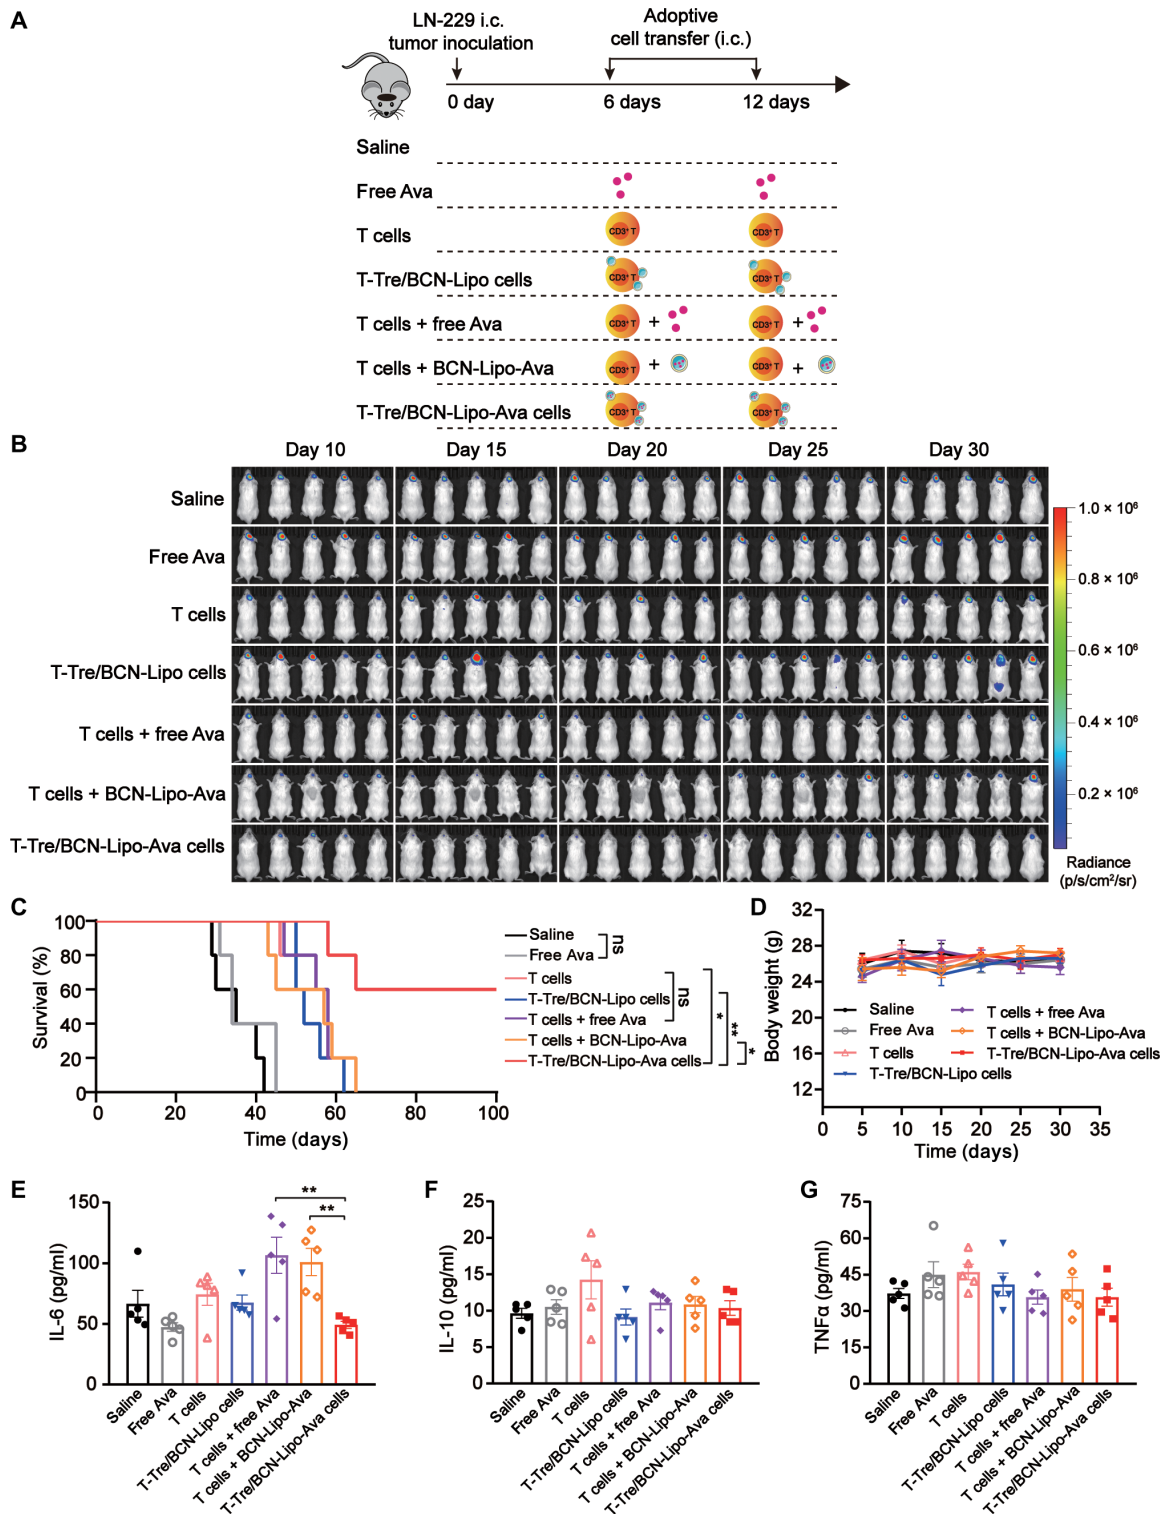 A
LN-229 i.c.
tumor inoculation
Adoptive
cell transfer (i.c.)
0 day
6 days
12 days
Saline
Free Ava
T cells
CD3⁺ T
CD3⁺ T
T-Tre/BCN-Lipo cells
CD3⁺ T
CD3⁺ T
T cells + free Ava
CD3⁺ T
+
CD3⁺ T
+
T cells + BCN-Lipo-Ava
CD3⁺ T
+
CD3⁺ T
+
T-Tre/BCN-Lipo-Ava cells
CD3⁺ T
CD3⁺ T
B
Day 10
Day 15
Day 20
Day 25
Day 30
Saline
Free Ava
T cells
T-Tre/BCN-Lipo cells
T cells + free Ava
T cells + BCN-Lipo-Ava
T-Tre/BCN-Lipo-Ava cells
1.0 × 10⁶
0.8 × 10⁶
0.6 × 10⁶
0.4 × 10⁶
0.2 × 10⁶
Radiance
(p/s/cm²/sr)
C
Survival (%)
100
80
60
40
20
0
0
20
40
60
80
100
Time (days)
Saline
Free Ava
T cells
T-Tre/BCN-Lipo cells
T cells + free Ava
T cells + BCN-Lipo-Ava
T-Tre/BCN-Lipo-Ava cells
ns
ns
*
**
*
D
Body weight (g)
32
28
24
20
16
12
0
5
10
15
20
25
30
35
Time (days)
Saline
Free Ava
T cells
T-Tre/BCN-Lipo cells
T cells + free Ava
T cells + BCN-Lipo-Ava
T-Tre/BCN-Lipo-Ava cells
E
IL-6 (pg/ml)
150
100
50
0
**
**
Saline
Free Ava
T cells
T-Tre/BCN-Lipo cells
T cells + free Ava
T cells + BCN-Lipo-Ava
T-Tre/BCN-Lipo-Ava cells
F
IL-10 (pg/ml)
25
20
15
10
5
0
Saline
Free Ava
T cells
T-Tre/BCN-Lipo cells
T cells + free Ava
T cells + BCN-Lipo-Ava
T-Tre/BCN-Lipo-Ava cells
G
TNFα (pg/ml)
75
60
45
30
15
0
Saline
Free Ava
T cells
T-Tre/BCN-Lipo cells
T cells + free Ava
T cells + BCN-Lipo-Ava
T-Tre/BCN-Lipo-Ava cells